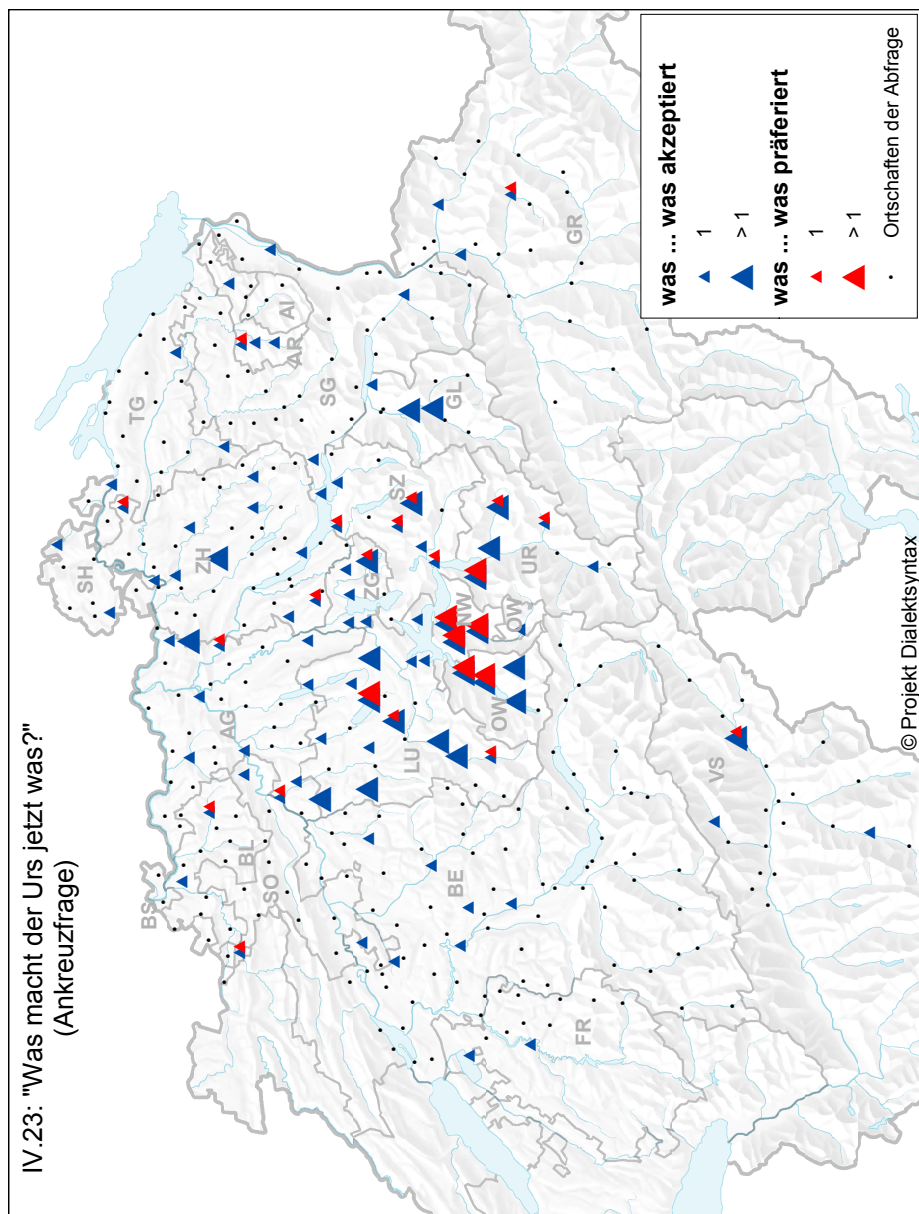 IV.23: "Was macht der Urs jetzt was?"
(Ankreuzfrage)
SH
TG
BS
BL
AG
ZH
AI
AR
SO
SG
ZG
LU
SZ
GL
NW
OW
OW
UR
BE
FR
GR
VS
was ... was akzeptiert
1
> 1
was ... was präferiert
1
> 1
Ortschaften der Abfrage
© Projekt Dialektsyntax